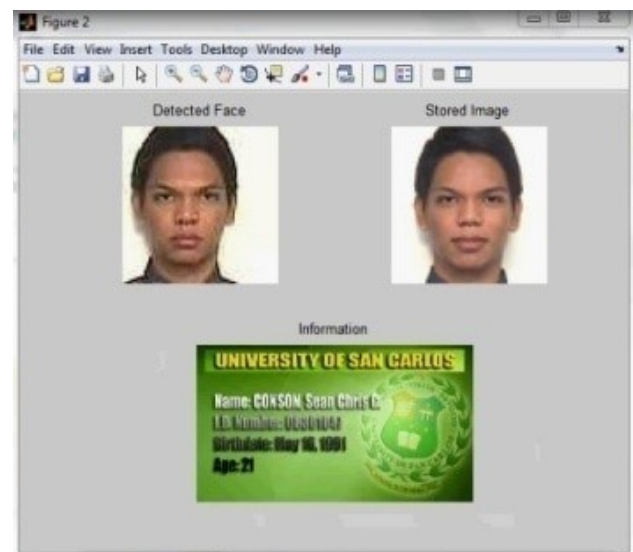 Figure 2
File Edit View Insert Tools Desktop Window Help
Detected Face
Stored Image
Information
UNIVERSITY OF SAN CARLOS
Name: CONSON, Sean Chris C.
I.D. Number:
Birthdate: May 16, 1991
Age: 21